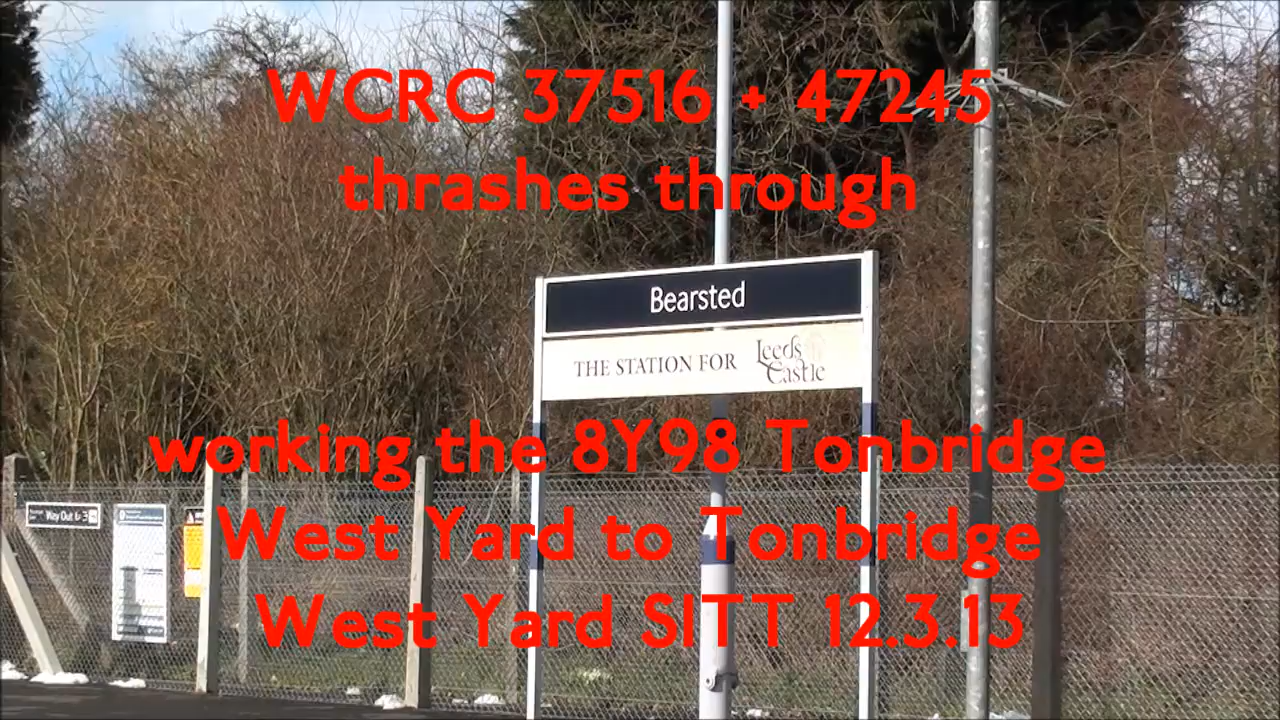 WCRC 37516 + 47245
thrashes through
Bearsted
THE STATION FOR
Leeds
Castle
working the 8Y98 Tonbridge
Way Out & 3
West Yard to Tonbridge
West Yard SITT 12.3.13